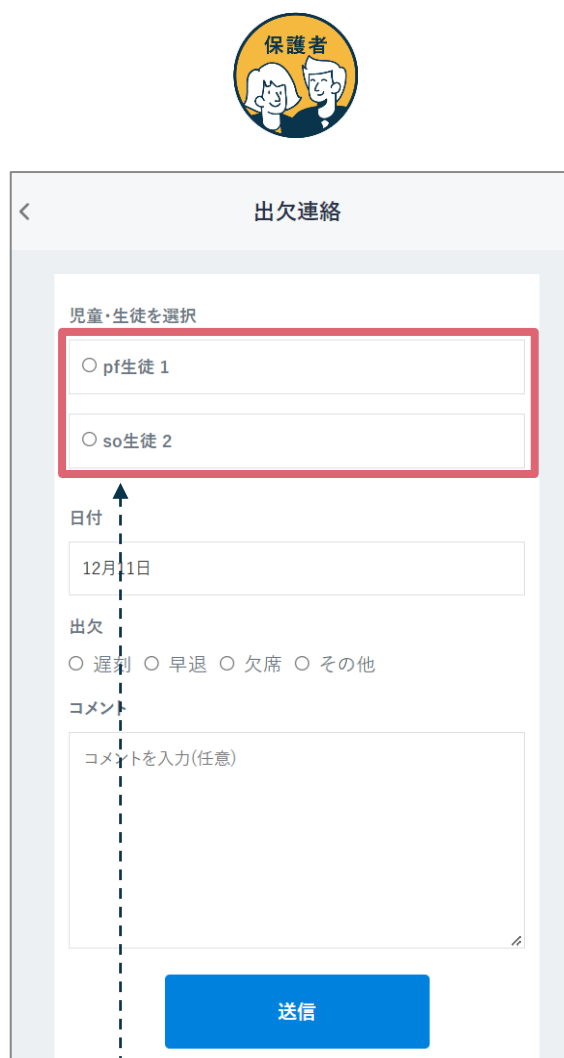 保護者
出欠連絡
児童・生徒を選択
pf生徒 1
so生徒 2
日付
12月11日
出欠
遅刻 早退 欠席 その他
コメント
コメントを入力(任意)
送信